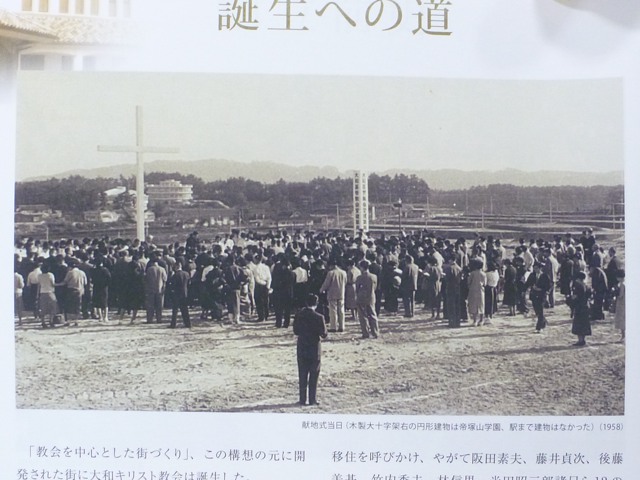 誕生への道
献地式当日(木製大十字架右の円形建物は帝塚山学園、駅まで建物はなかった)(1958)
「教会を中心とした街づくり」、この構想の元に開
発された街に大和キリスト教会は誕生した。
移住を呼びかけ、やがて阪田素夫、藤井貞次、後藤